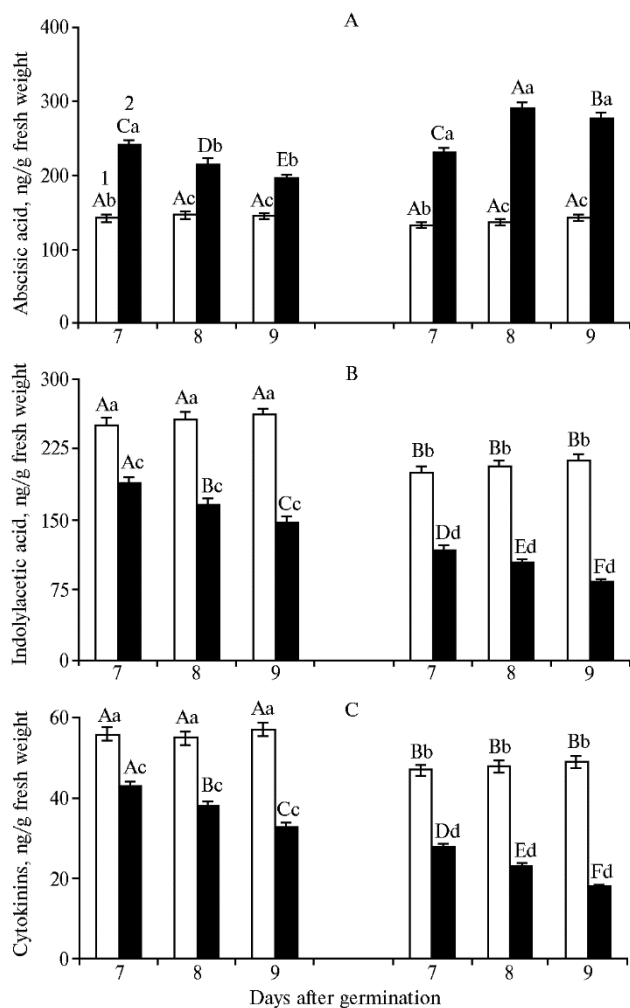 A
Abscisic acid, ng/g fresh weight
400
300
200
100
0
2
1
Ab Ca Ac Db Ac Eb Ab Ca Ac Aa Ac Ba
7 8 9 7 8 9
B
Indolylacetic acid, ng/g fresh weight
300
225
150
75
0
Aa Ac Aa Bc Aa Cc Bb Dd Bb Ed Bb Fd
7 8 9 7 8 9
C
Cytokinins, ng/g fresh weight
60
40
20
0
Aa Ac Aa Bc Aa Cc Bb Dd Bb Ed Bb Fd
7 8 9 7 8 9
Days after germination